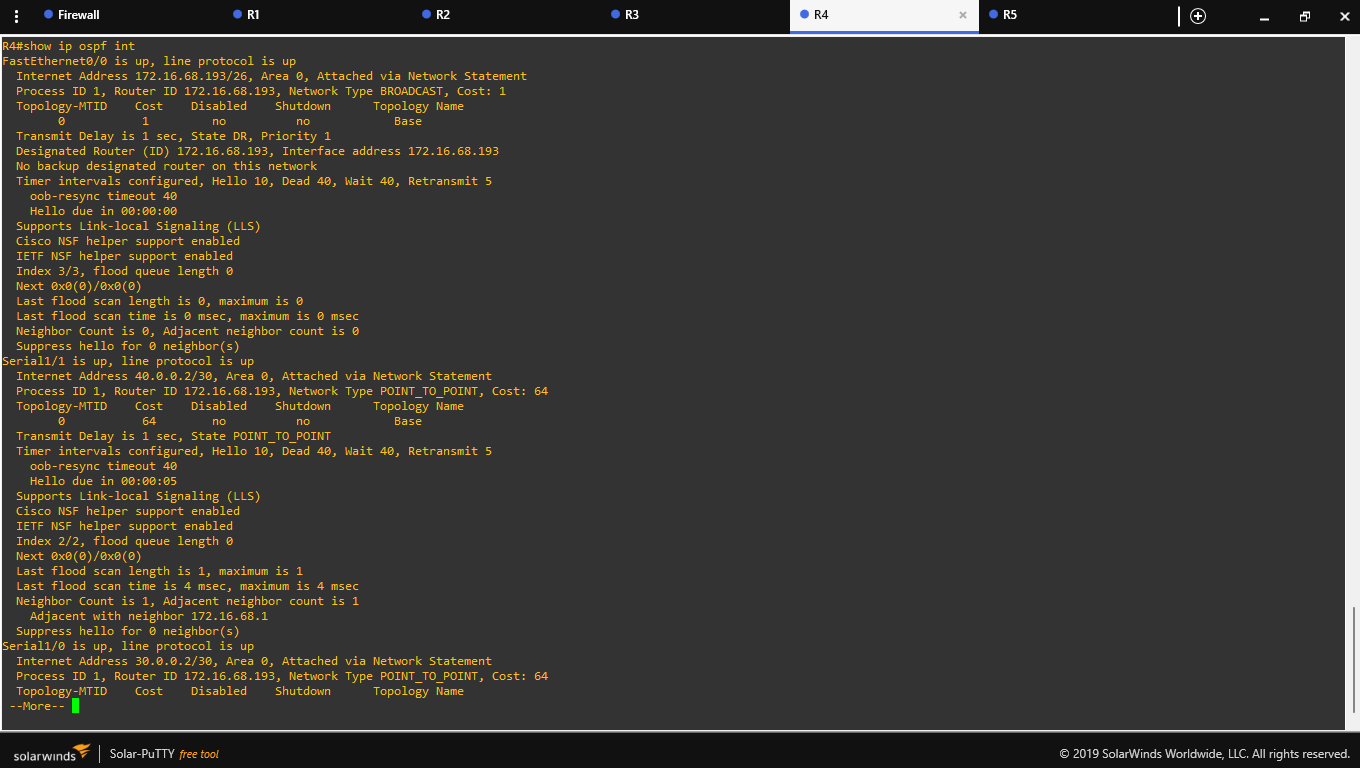 Firewall R1 R2 R3 R4 × R5
R4#show ip ospf int
FastEthernet0/0 is up, line protocol is up
Internet Address 172.16.68.193/26, Area 0, Attached via Network Statement
Process ID 1, Router ID 172.16.68.193, Network Type BROADCAST, Cost: 1
Topology-MTID Cost Disabled Shutdown Topology Name
0 1 no no Base
Transmit Delay is 1 sec, State DR, Priority 1
Designated Router (ID) 172.16.68.193, Interface address 172.16.68.193
No backup designated router on this network
Timer intervals configured, Hello 10, Dead 40, Wait 40, Retransmit 5
oob-resync timeout 40
Hello due in 00:00:00
Supports Link-local Signaling (LLS)
Cisco NSF helper support enabled
IETF NSF helper support enabled
Index 3/3, flood queue length 0
Next 0x0(0)/0x0(0)
Last flood scan length is 0, maximum is 0
Last flood scan time is 0 msec, maximum is 0 msec
Neighbor Count is 0, Adjacent neighbor count is 0
Suppress hello for 0 neighbor(s)
Serial1/1 is up, line protocol is up
Internet Address 40.0.0.2/30, Area 0, Attached via Network Statement
Process ID 1, Router ID 172.16.68.193, Network Type POINT_TO_POINT, Cost: 64
Topology-MTID Cost Disabled Shutdown Topology Name
0 64 no no Base
Transmit Delay is 1 sec, State POINT_TO_POINT
Timer intervals configured, Hello 10, Dead 40, Wait 40, Retransmit 5
oob-resync timeout 40
Hello due in 00:00:05
Supports Link-local Signaling (LLS)
Cisco NSF helper support enabled
IETF NSF helper support enabled
Index 2/2, flood queue length 0
Next 0x0(0)/0x0(0)
Last flood scan length is 1, maximum is 1
Last flood scan time is 4 msec, maximum is 4 msec
Neighbor Count is 1, Adjacent neighbor count is 1
Adjacent with neighbor 172.16.68.1
Suppress hello for 0 neighbor(s)
Serial1/0 is up, line protocol is up
Internet Address 30.0.0.2/30, Area 0, Attached via Network Statement
Process ID 1, Router ID 172.16.68.193, Network Type POINT_TO_POINT, Cost: 64
Topology-MTID Cost Disabled Shutdown Topology Name
--More--
solarwinds Solar-PuTTY free tool © 2019 SolarWinds Worldwide, LLC. All rights reserved.